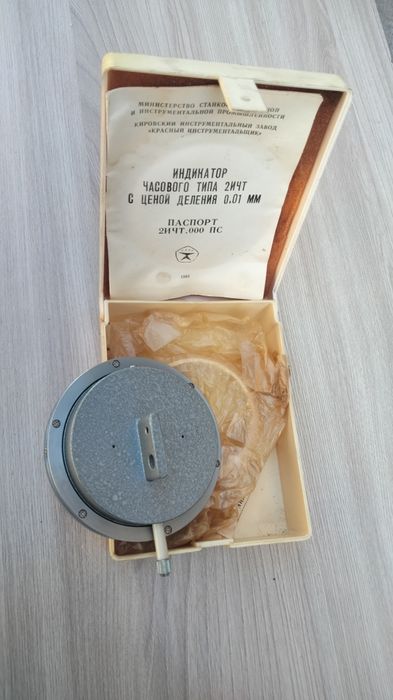 МИНИСТЕРСТВО
И ИНСТРУМЕНТАЛЬНОЙ ПРОМЫШЛЕННОСТИ
КИРОВСКИЙ ИНСТРУМЕНТАЛЬНЫЙ ЗАВОД
«КРАСНЫЙ ИНСТРУМЕНТАЛЬЩИК»
ИНДИКАТОР
ЧАСОВОГО ТИПА 2ИЧТ
С ЦЕНОЙ ДЕЛЕНИЯ 0.01 ММ
ПАСПОРТ
2ИЧТ.000 ПС